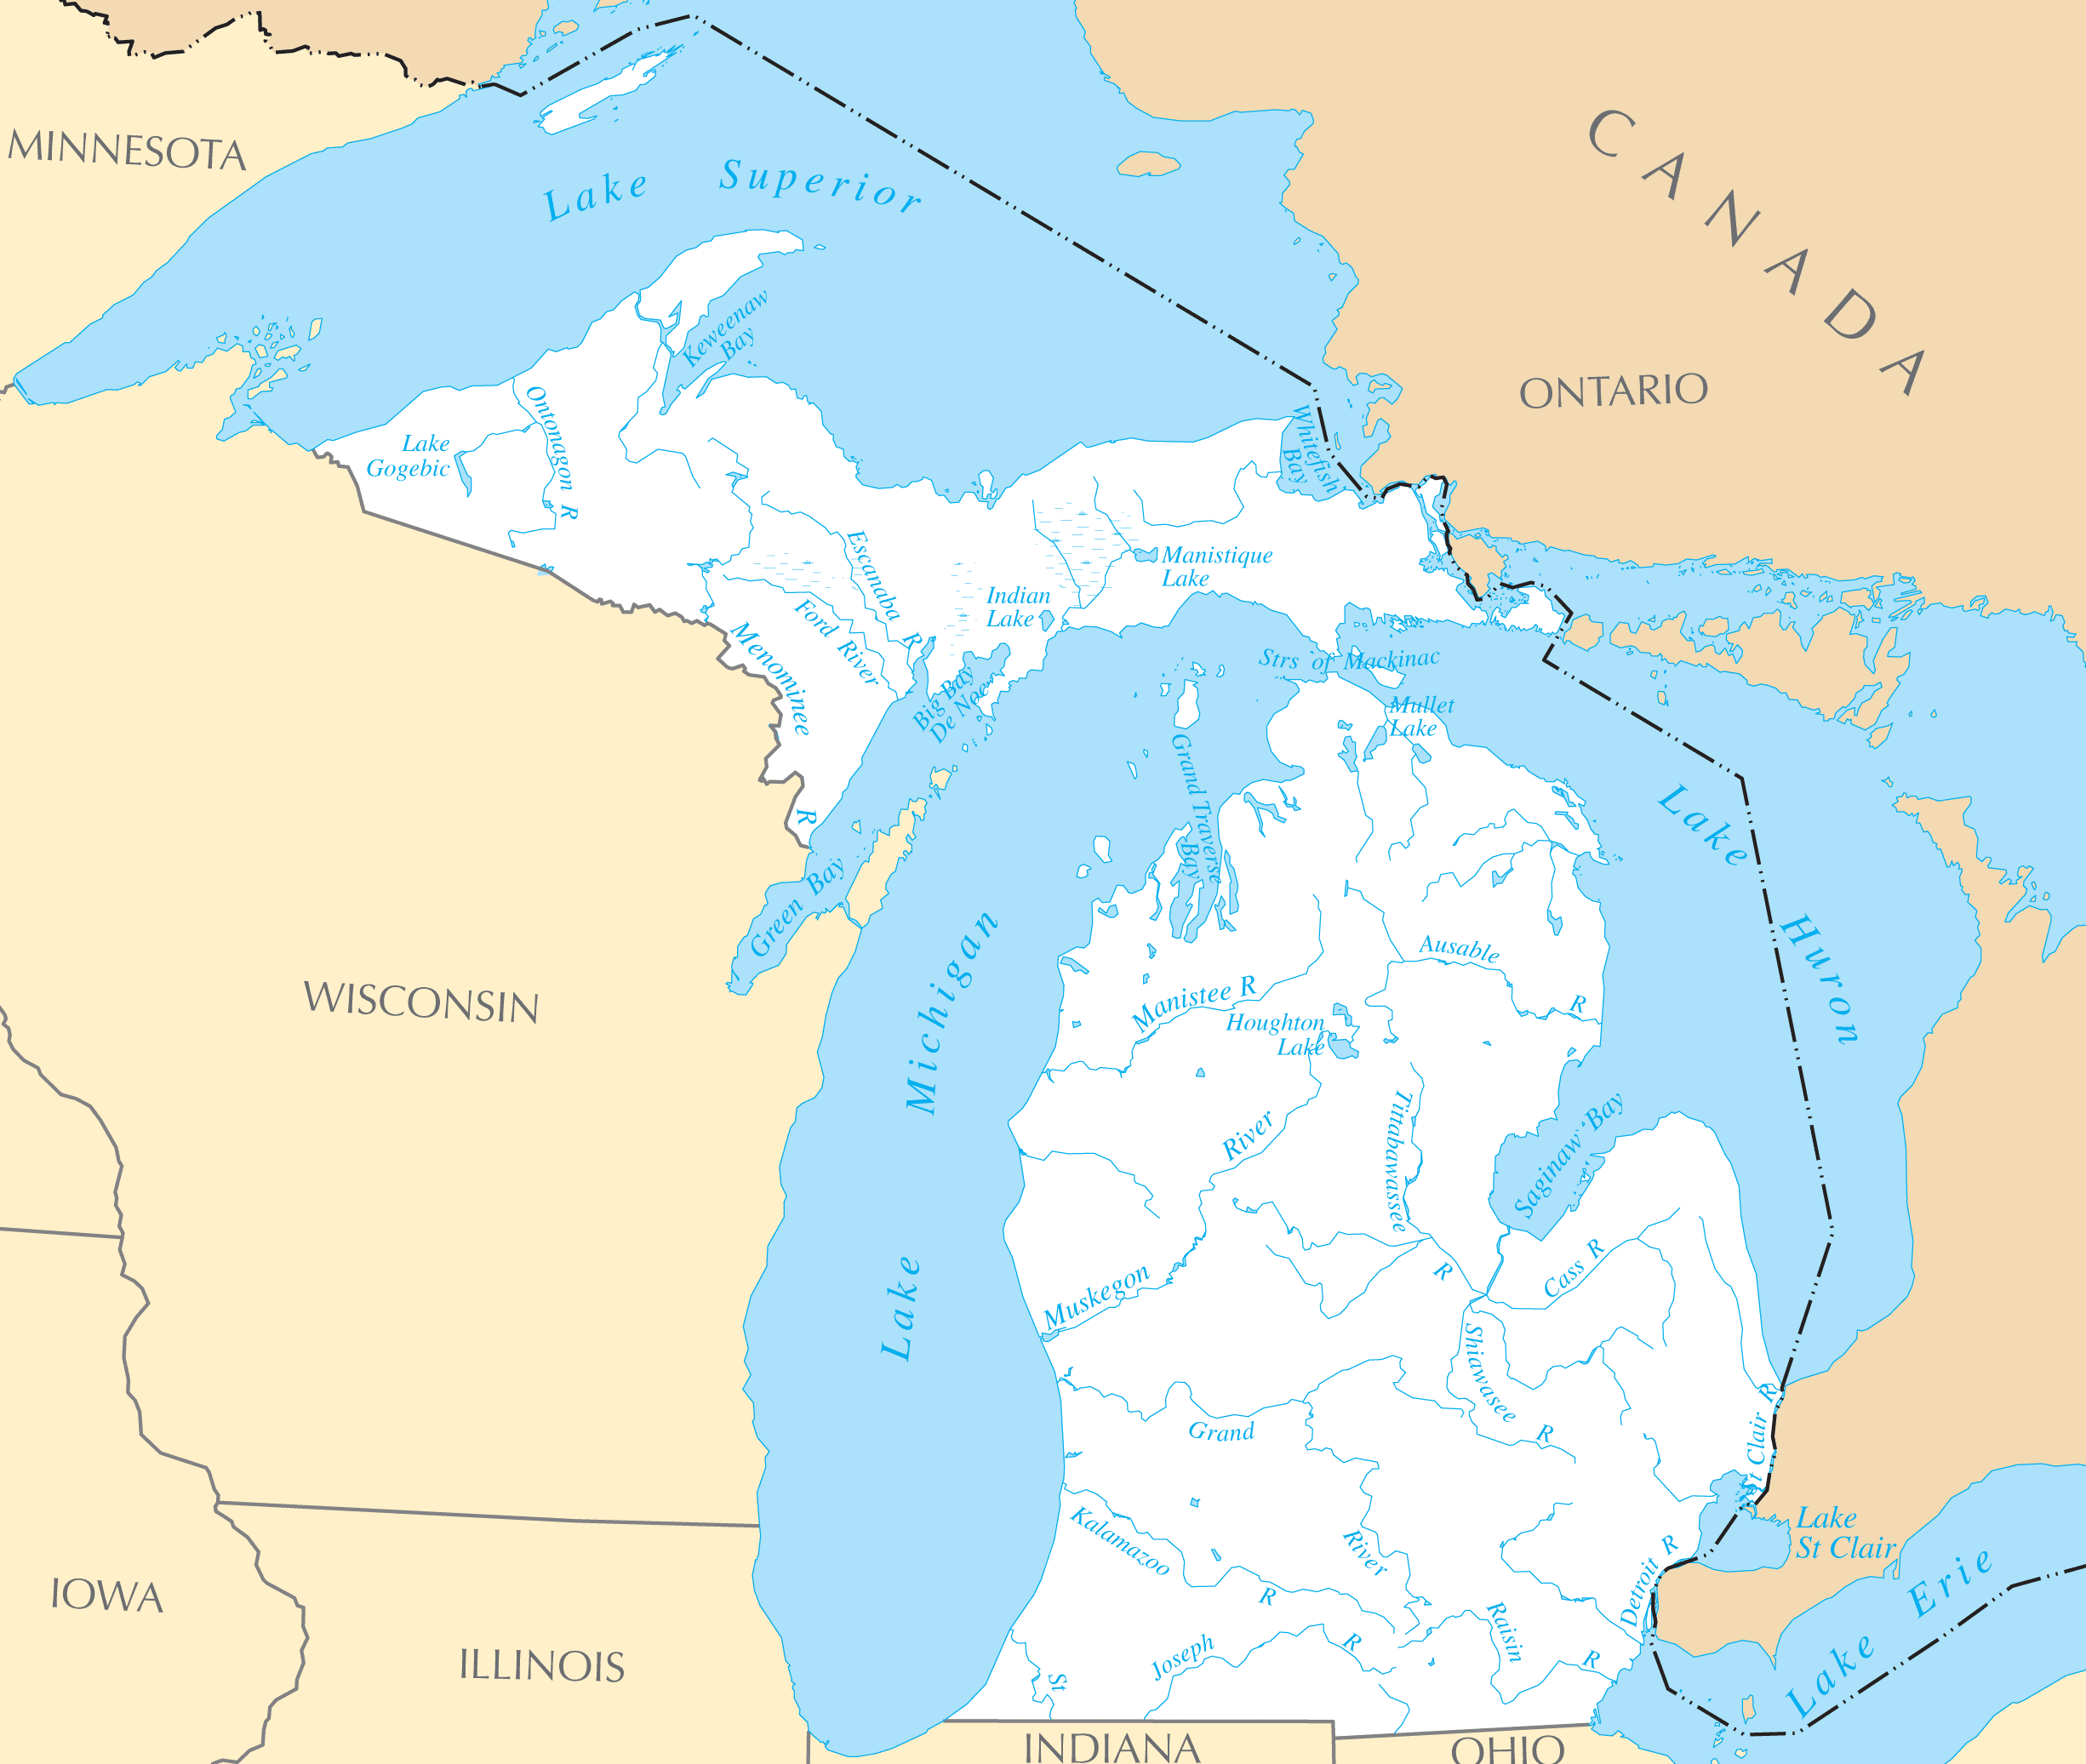 MINNESOTA
Lake Superior
CANADA
ONTARIO
Keweenaw
Bay
Whitefish
Bay
Ontonagon R
Lake
Gogebic
Escanaba R
Manistique
Lake
Indian
Lake
Ford River
Menominee R
Big Bay
De Noc
Strs of Mackinac
Mullet
Lake
Grand Traverse
Bay
Green Bay
Lake Huron
WISCONSIN
Lake Michigan
Ausable R
Manistee R
Houghton
Lake
Tittabawassee R
Saginaw Bay
Muskegon River
Cass R
Shiawasee R
Grand River
St Clair R
Lake
St Clair
Kalamazoo R
Detroit R
Lake Erie
Raisin R
St Joseph R
IOWA
ILLINOIS
INDIANA
OHIO